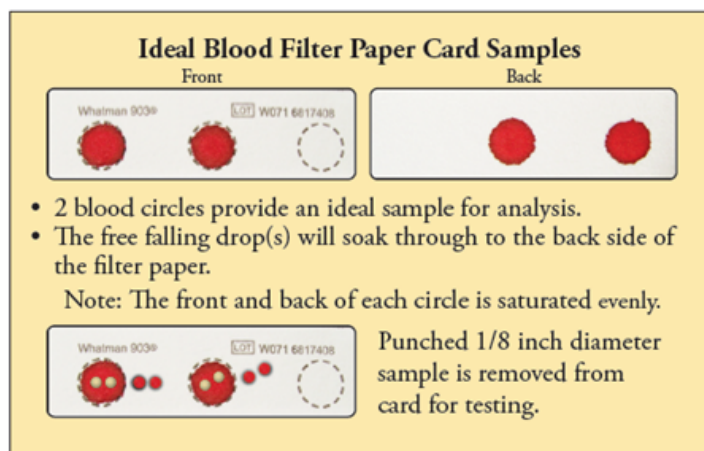 Ideal Blood Filter Paper Card Samples
Front
Back
Whatman 903®
LOT W071 6817408
• 2 blood circles provide an ideal sample for analysis.
• The free falling drop(s) will soak through to the back side of
the filter paper.
Note: The front and back of each circle is saturated evenly.
Whatman 903®
LOT W071 6817408
Punched 1/8 inch diameter
sample is removed from
card for testing.